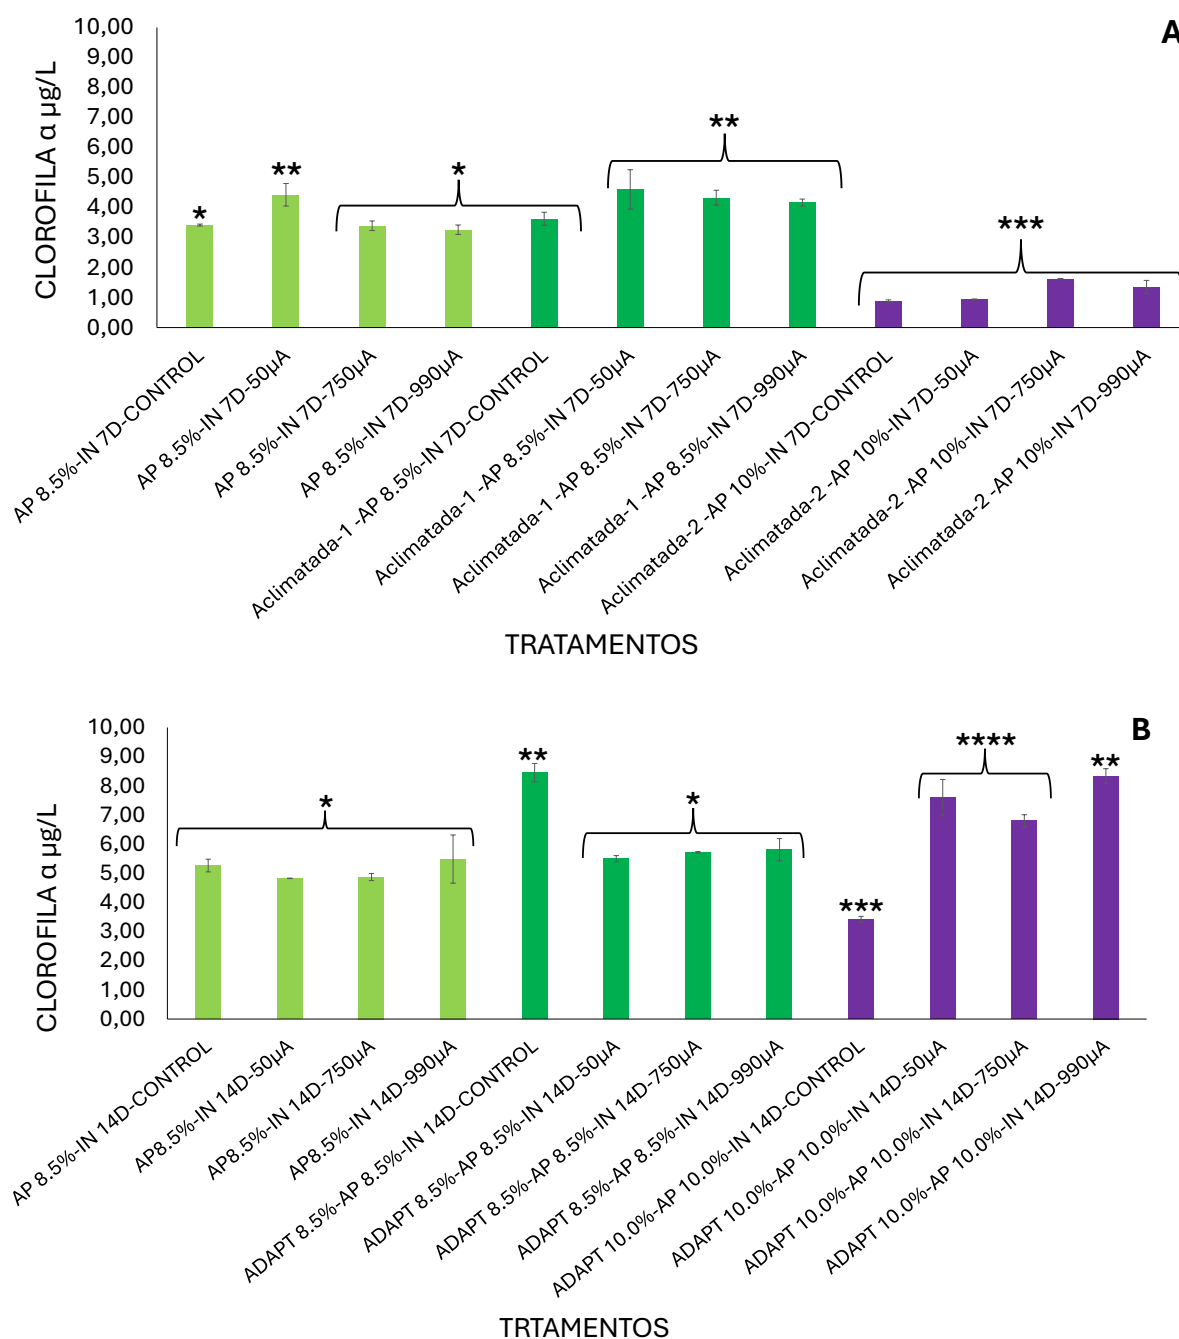 A
10,00
9,00
8,00
7,00
6,00
5,00
4,00
3,00
2,00
1,00
0,00
CLOROFILA α µg/L
*
**
*
**
***
AP 8.5%-IN 7D-CONTROL
AP 8.5%-IN 7D-50µA
AP 8.5%-IN 7D-750µA
AP 8.5%-IN 7D-990µA
Aclimatada-1 -AP 8.5%-IN 7D-CONTROL
Aclimatada-1 -AP 8.5%-IN 7D-50µA
Aclimatada-1 -AP 8.5%-IN 7D-750µA
Aclimatada-1 -AP 8.5%-IN 7D-990µA
Aclimatada-2 -AP 10%-IN 7D-CONTROL
Aclimatada-2 -AP 10%-IN 7D-50µA
Aclimatada-2 -AP 10%-IN 7D-750µA
Aclimatada-2 -AP 10%-IN 7D-990µA
TRATAMENTOS
B
10,00
9,00
8,00
7,00
6,00
5,00
4,00
3,00
2,00
1,00
0,00
CLOROFILA α µg/L
*
**
*
***
****
**
AP 8.5%-IN 14D-CONTROL
AP8.5%-IN 14D-50µA
AP8.5%-IN 14D-750µA
AP8.5%-IN 14D-990µA
ADAPT 8.5%-AP 8.5%-IN 14D-CONTROL
ADAPT 8.5%-AP 8.5%-IN 14D-50µA
ADAPT 8.5%-AP 8.5%-IN 14D-750µA
ADAPT 8.5%-AP 8.5%-IN 14D-990µA
ADAPT 10.0%-AP 10.0%-IN 14D-CONTROL
ADAPT 10.0%-AP 10.0%-IN 14D-50µA
ADAPT 10.0%-AP 10.0%-IN 14D-750µA
ADAPT 10.0%-AP 10.0%-IN 14D-990µA
TRTAMENTOS